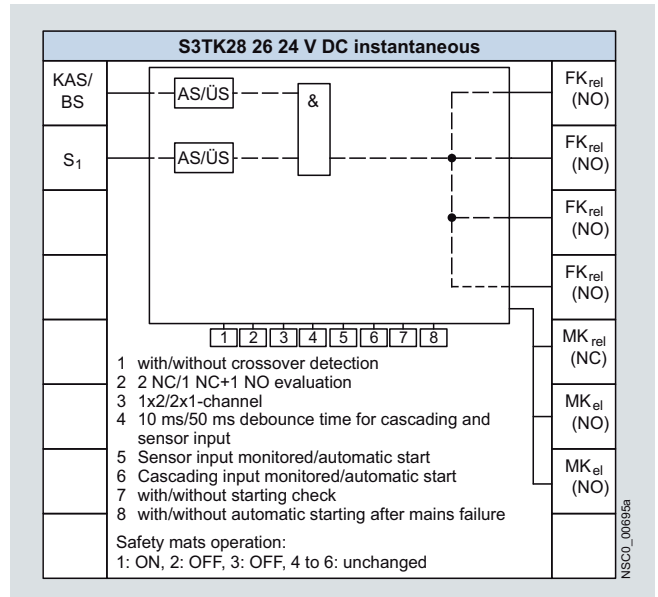 S3TK28 26 24 V DC instantaneous
KAS/
BS
S1
AS/ÜS
AS/ÜS
&
FKrel
(NO)
FKrel
(NO)
FKrel
(NO)
FKrel
(NO)
MKrel
(NC)
MKel
(NO)
MKel
(NO)
1 2 3 4 5 6 7 8
1 with/without crossover detection
2 2 NC/1 NC+1 NO evaluation
3 1x2/2x1-channel
4 10 ms/50 ms debounce time for cascading and
sensor input
5 Sensor input monitored/automatic start
6 Cascading input monitored/automatic start
7 with/without starting check
8 with/without automatic starting after mains failure
Safety mats operation:
1: ON, 2: OFF, 3: OFF, 4 to 6: unchanged
NSC0_00695a